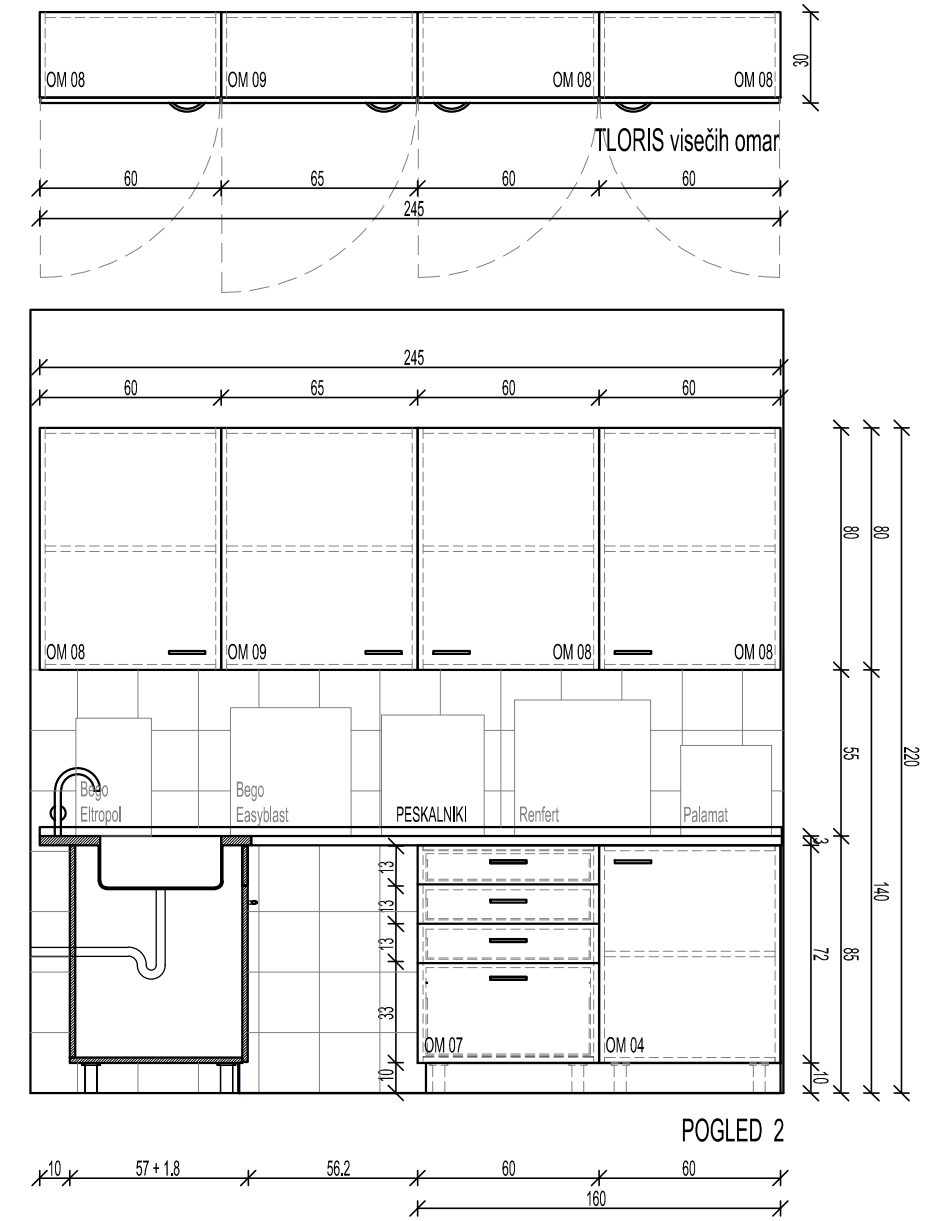 OM 08
OM 09
OM 08
OM 08
30
TLORIS visečih omar
60
65
60
60
245
245
60
65
60
60
OM 08
OM 09
OM 08
OM 08
80
80
55
220
Bego
Eltropol
Bego
Easyblast
PESKALNIKI
Renfert
Palamat
3
13
13
13
33
10
140
72
85
10
OM 07
OM 04
POGLED 2
10
57 + 1.8
56.2
60
60
160